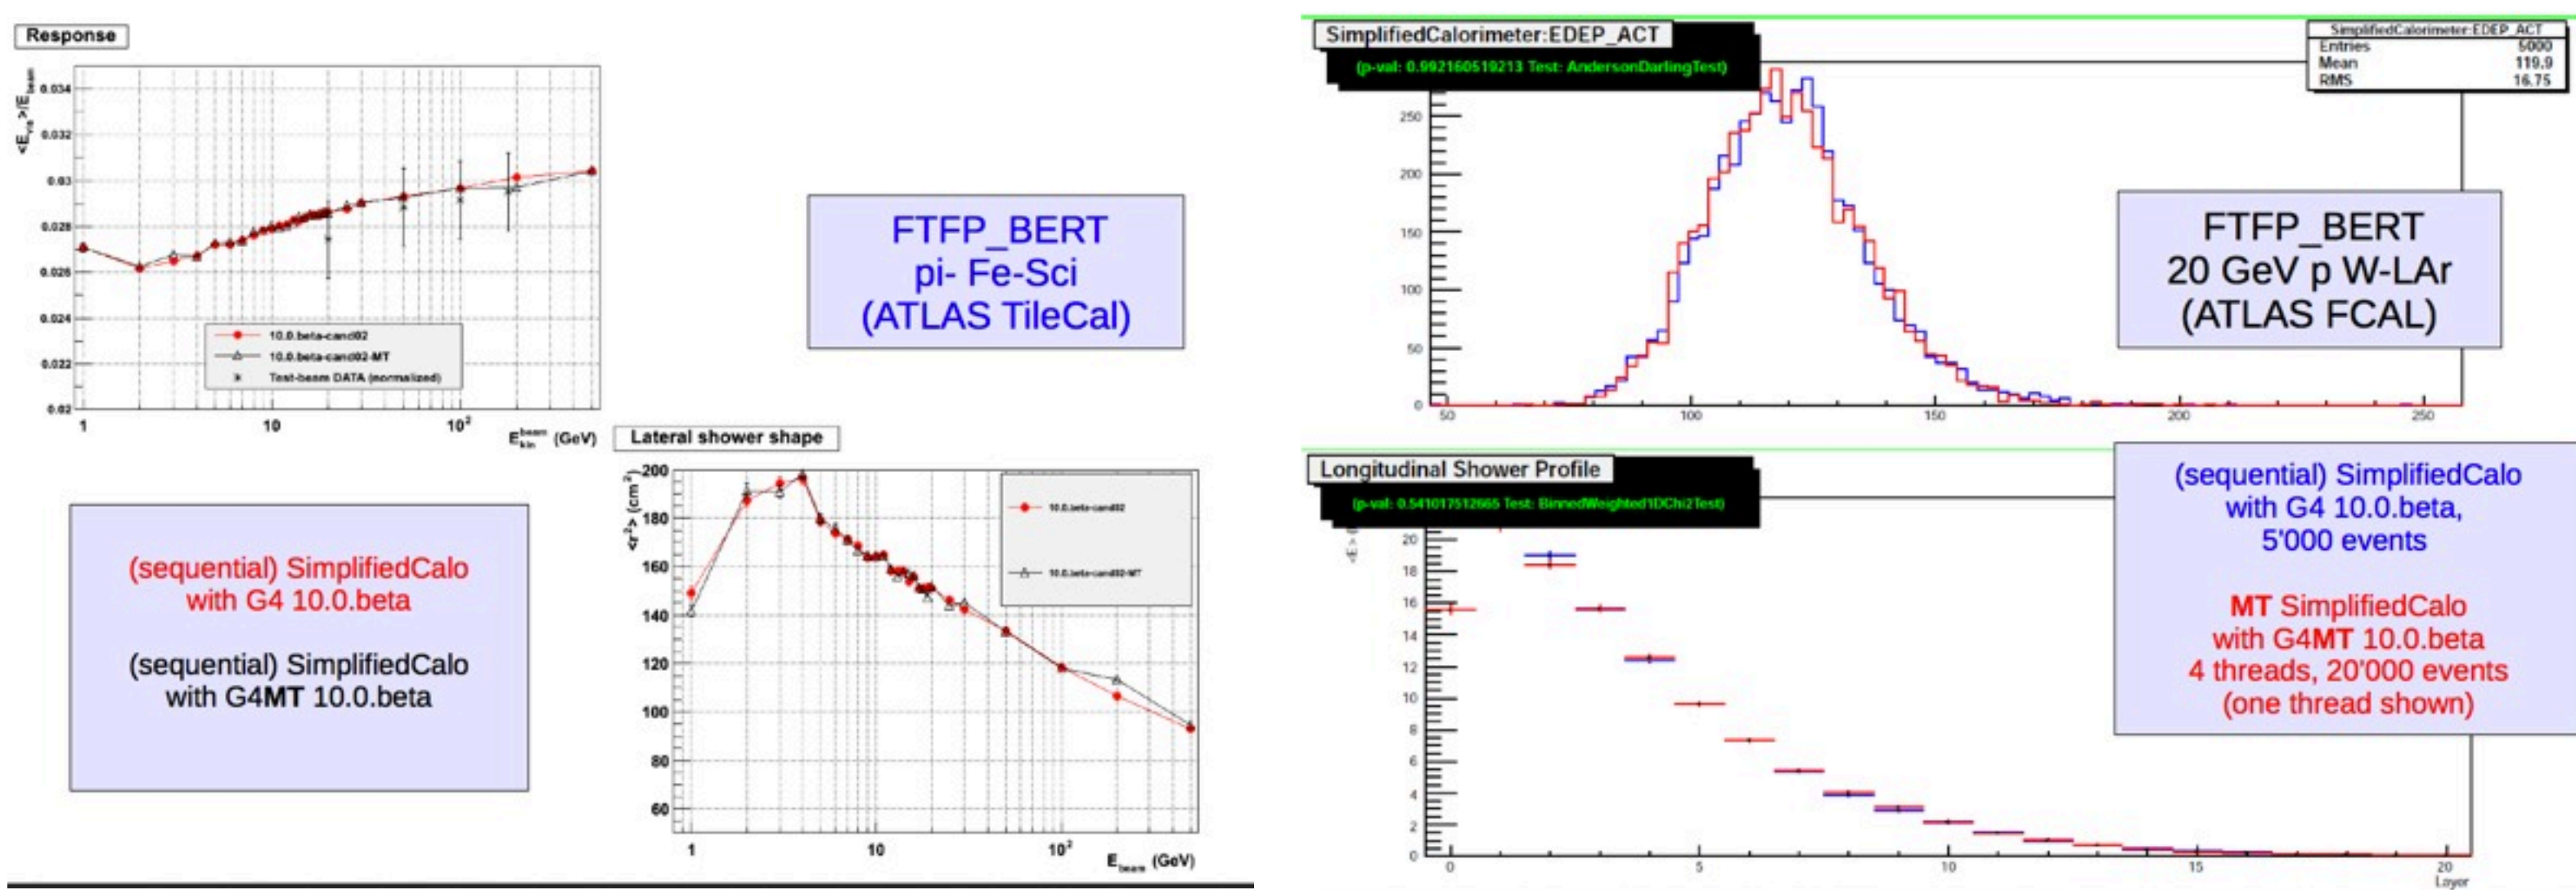 Response
<E_vis>/E_beam
0.034
0.032
0.03
0.028
0.026
0.024
0.022
0.02
10.0.beta-cand02
10.0.beta-cand02-MT
Test-beam DATA (normalized)
1
10
10²
E_kin^beam (GeV)
FTFP_BERT
pi- Fe-Sci
(ATLAS TileCal)
(sequential) SimplifiedCalo
with G4 10.0.beta
(sequential) SimplifiedCalo
with G4MT 10.0.beta
Lateral shower shape
<r²> (cm²)
200
180
160
140
120
100
80
60
10.0.beta-cand02
10.0.beta-cand02-MT
1
10
10²
E_beam (GeV)
SimplifiedCalorimeter:EDEP_ACT
(p-val: 0.992160519213 Test: AndersonDarlingTest)
SimplifiedCalorimeter:EDEP_ACT
Entries 5000
Mean 119.9
RMS 16.75
250
200
150
100
50
0
50
100
150
200
250
FTFP_BERT
20 GeV p W-LAr
(ATLAS FCAL)
Longitudinal Shower Profile
(p-val: 0.541017512665 Test: BinnedWeighted1DChi2Test)
20
18
16
14
12
10
8
6
4
2
0
0
5
10
15
20
Layer
(sequential) SimplifiedCalo
with G4 10.0.beta,
5'000 events
MT SimplifiedCalo
with G4MT 10.0.beta
4 threads, 20'000 events
(one thread shown)